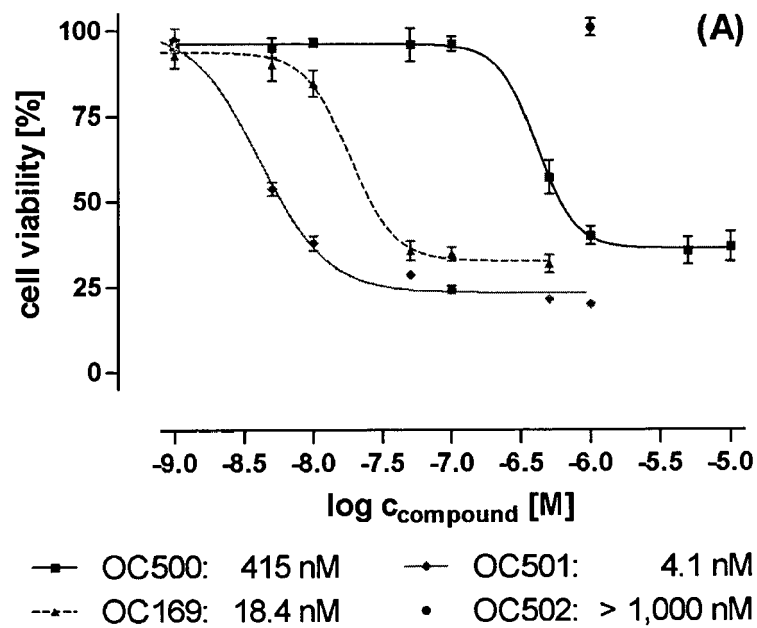 (A)
cell viability [%]
100
75
50
25
0
-9.0 -8.5 -8.0 -7.5 -7.0 -6.5 -6.0 -5.5 -5.0
log c compound [M]
OC500: 415 nM OC501: 4.1 nM
OC169: 18.4 nM OC502: > 1,000 nM